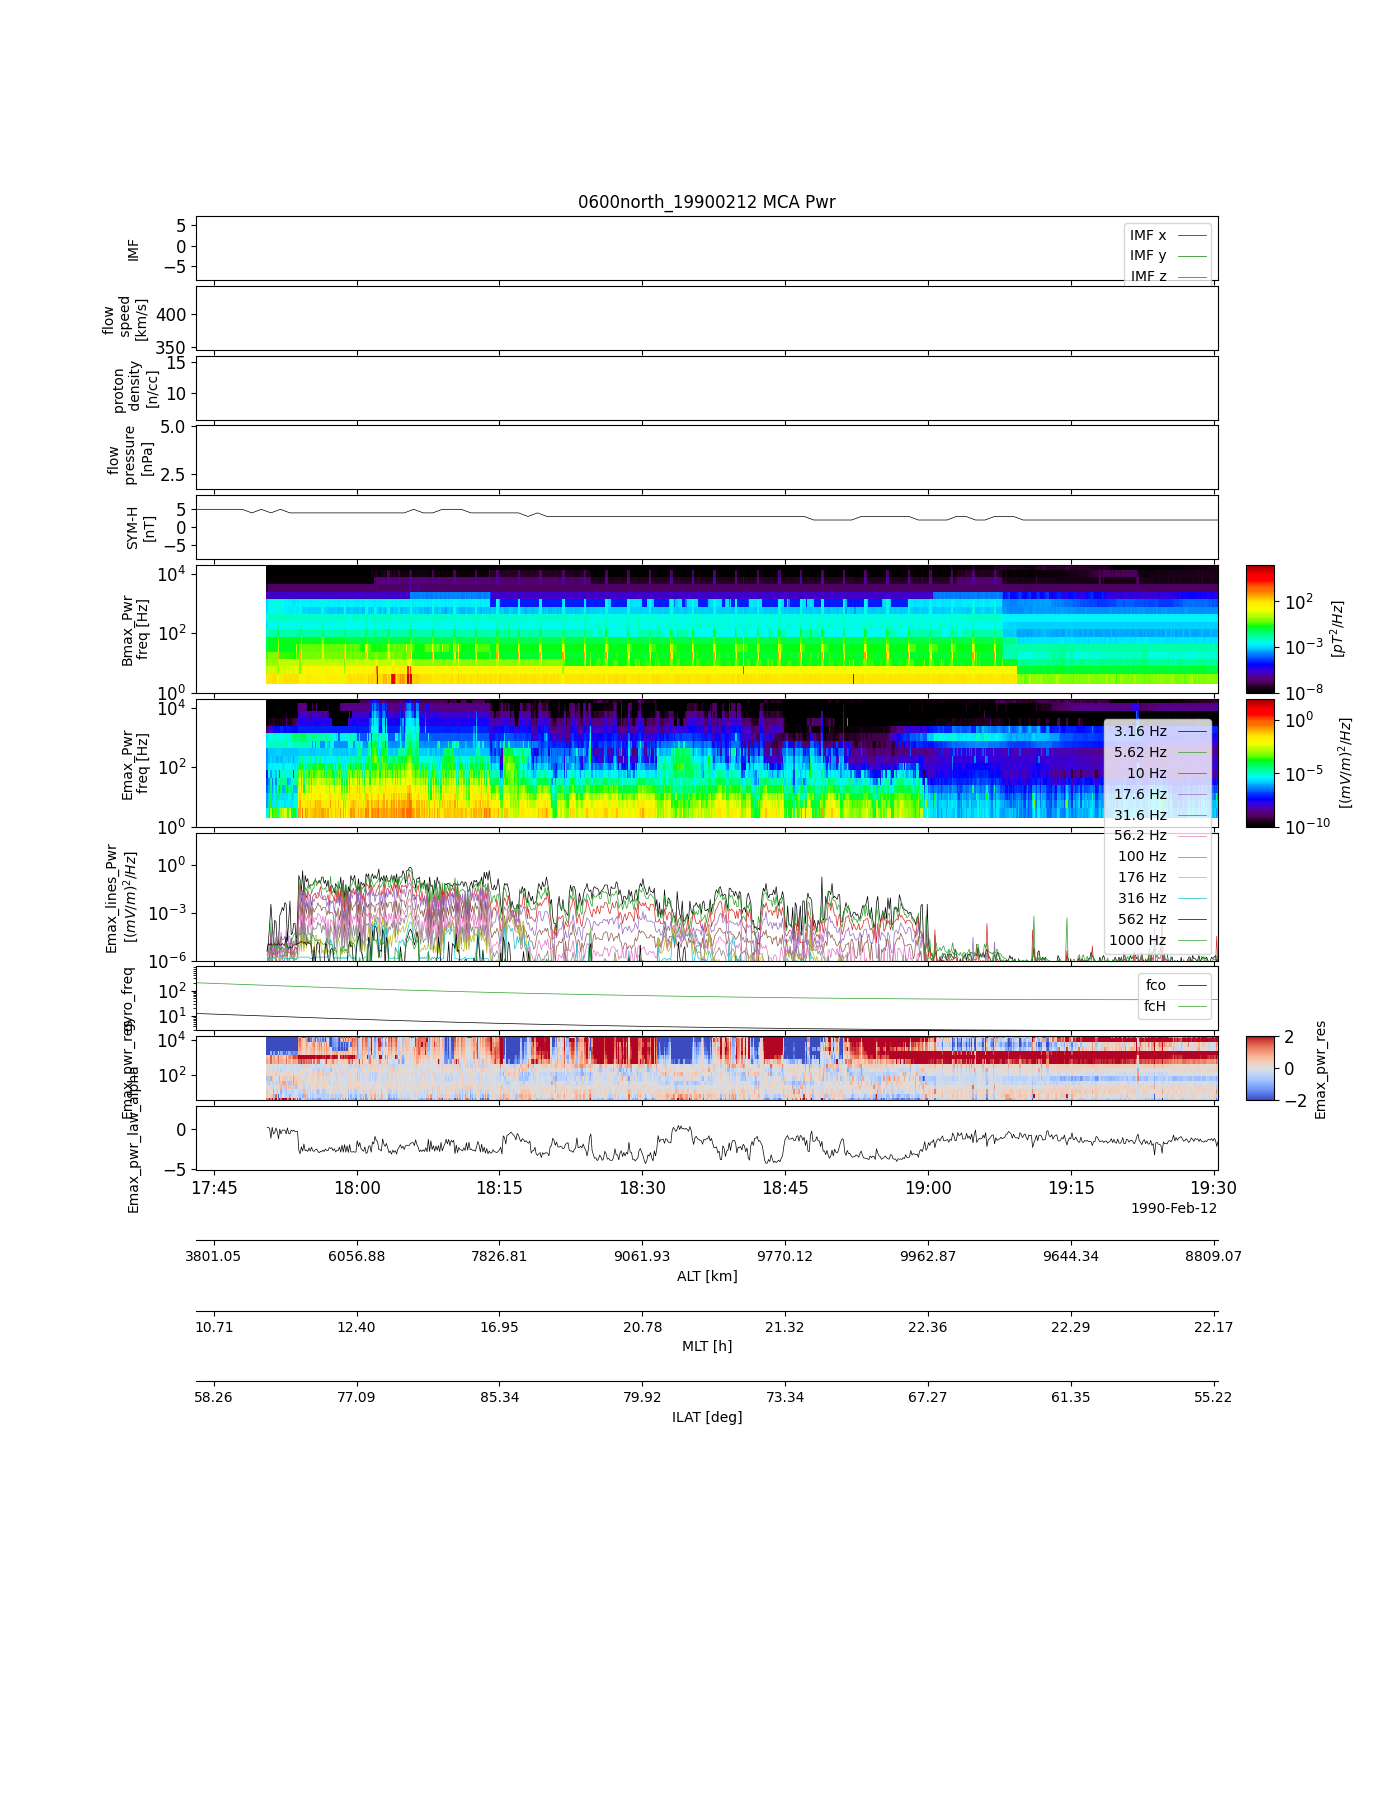 0600north_19900212 MCA Pwr
5
0
−5
IMF
IMF x
IMF y
IMF z
400
350
flow
speed
[km/s]
15
10
proton
density
[n/cc]
5.0
2.5
flow
pressure
[nPa]
5
0
−5
SYM-H
[nT]
10^4
10^2
10^0
Bmax_Pwr
freq [Hz]
10^2
10^−3
10^−8
[pT^2/Hz]
10^4
10^2
10^0
Emax_Pwr
freq [Hz]
10^0
10^−5
10^−10
[(mV/m)^2/Hz]
3.16 Hz
5.62 Hz
10 Hz
17.6 Hz
31.6 Hz
56.2 Hz
100 Hz
176 Hz
316 Hz
562 Hz
1000 Hz
10^0
10^−3
10^−6
Emax_lines_Pwr
[(mV/m)^2/Hz]
10^2
10^1
gyro_freq
fco
fcH
10^4
10^2
Emax_pwr_res
2
0
−2
Emax_pwr_res
0
−5
Emax_pwr_law_alpha
17:45 18:00 18:15 18:30 18:45 19:00 19:15 19:30
1990-Feb-12
3801.05 6056.88 7826.81 9061.93 9770.12 9962.87 9644.34 8809.07
ALT [km]
10.71 12.40 16.95 20.78 21.32 22.36 22.29 22.17
MLT [h]
58.26 77.09 85.34 79.92 73.34 67.27 61.35 55.22
ILAT [deg]